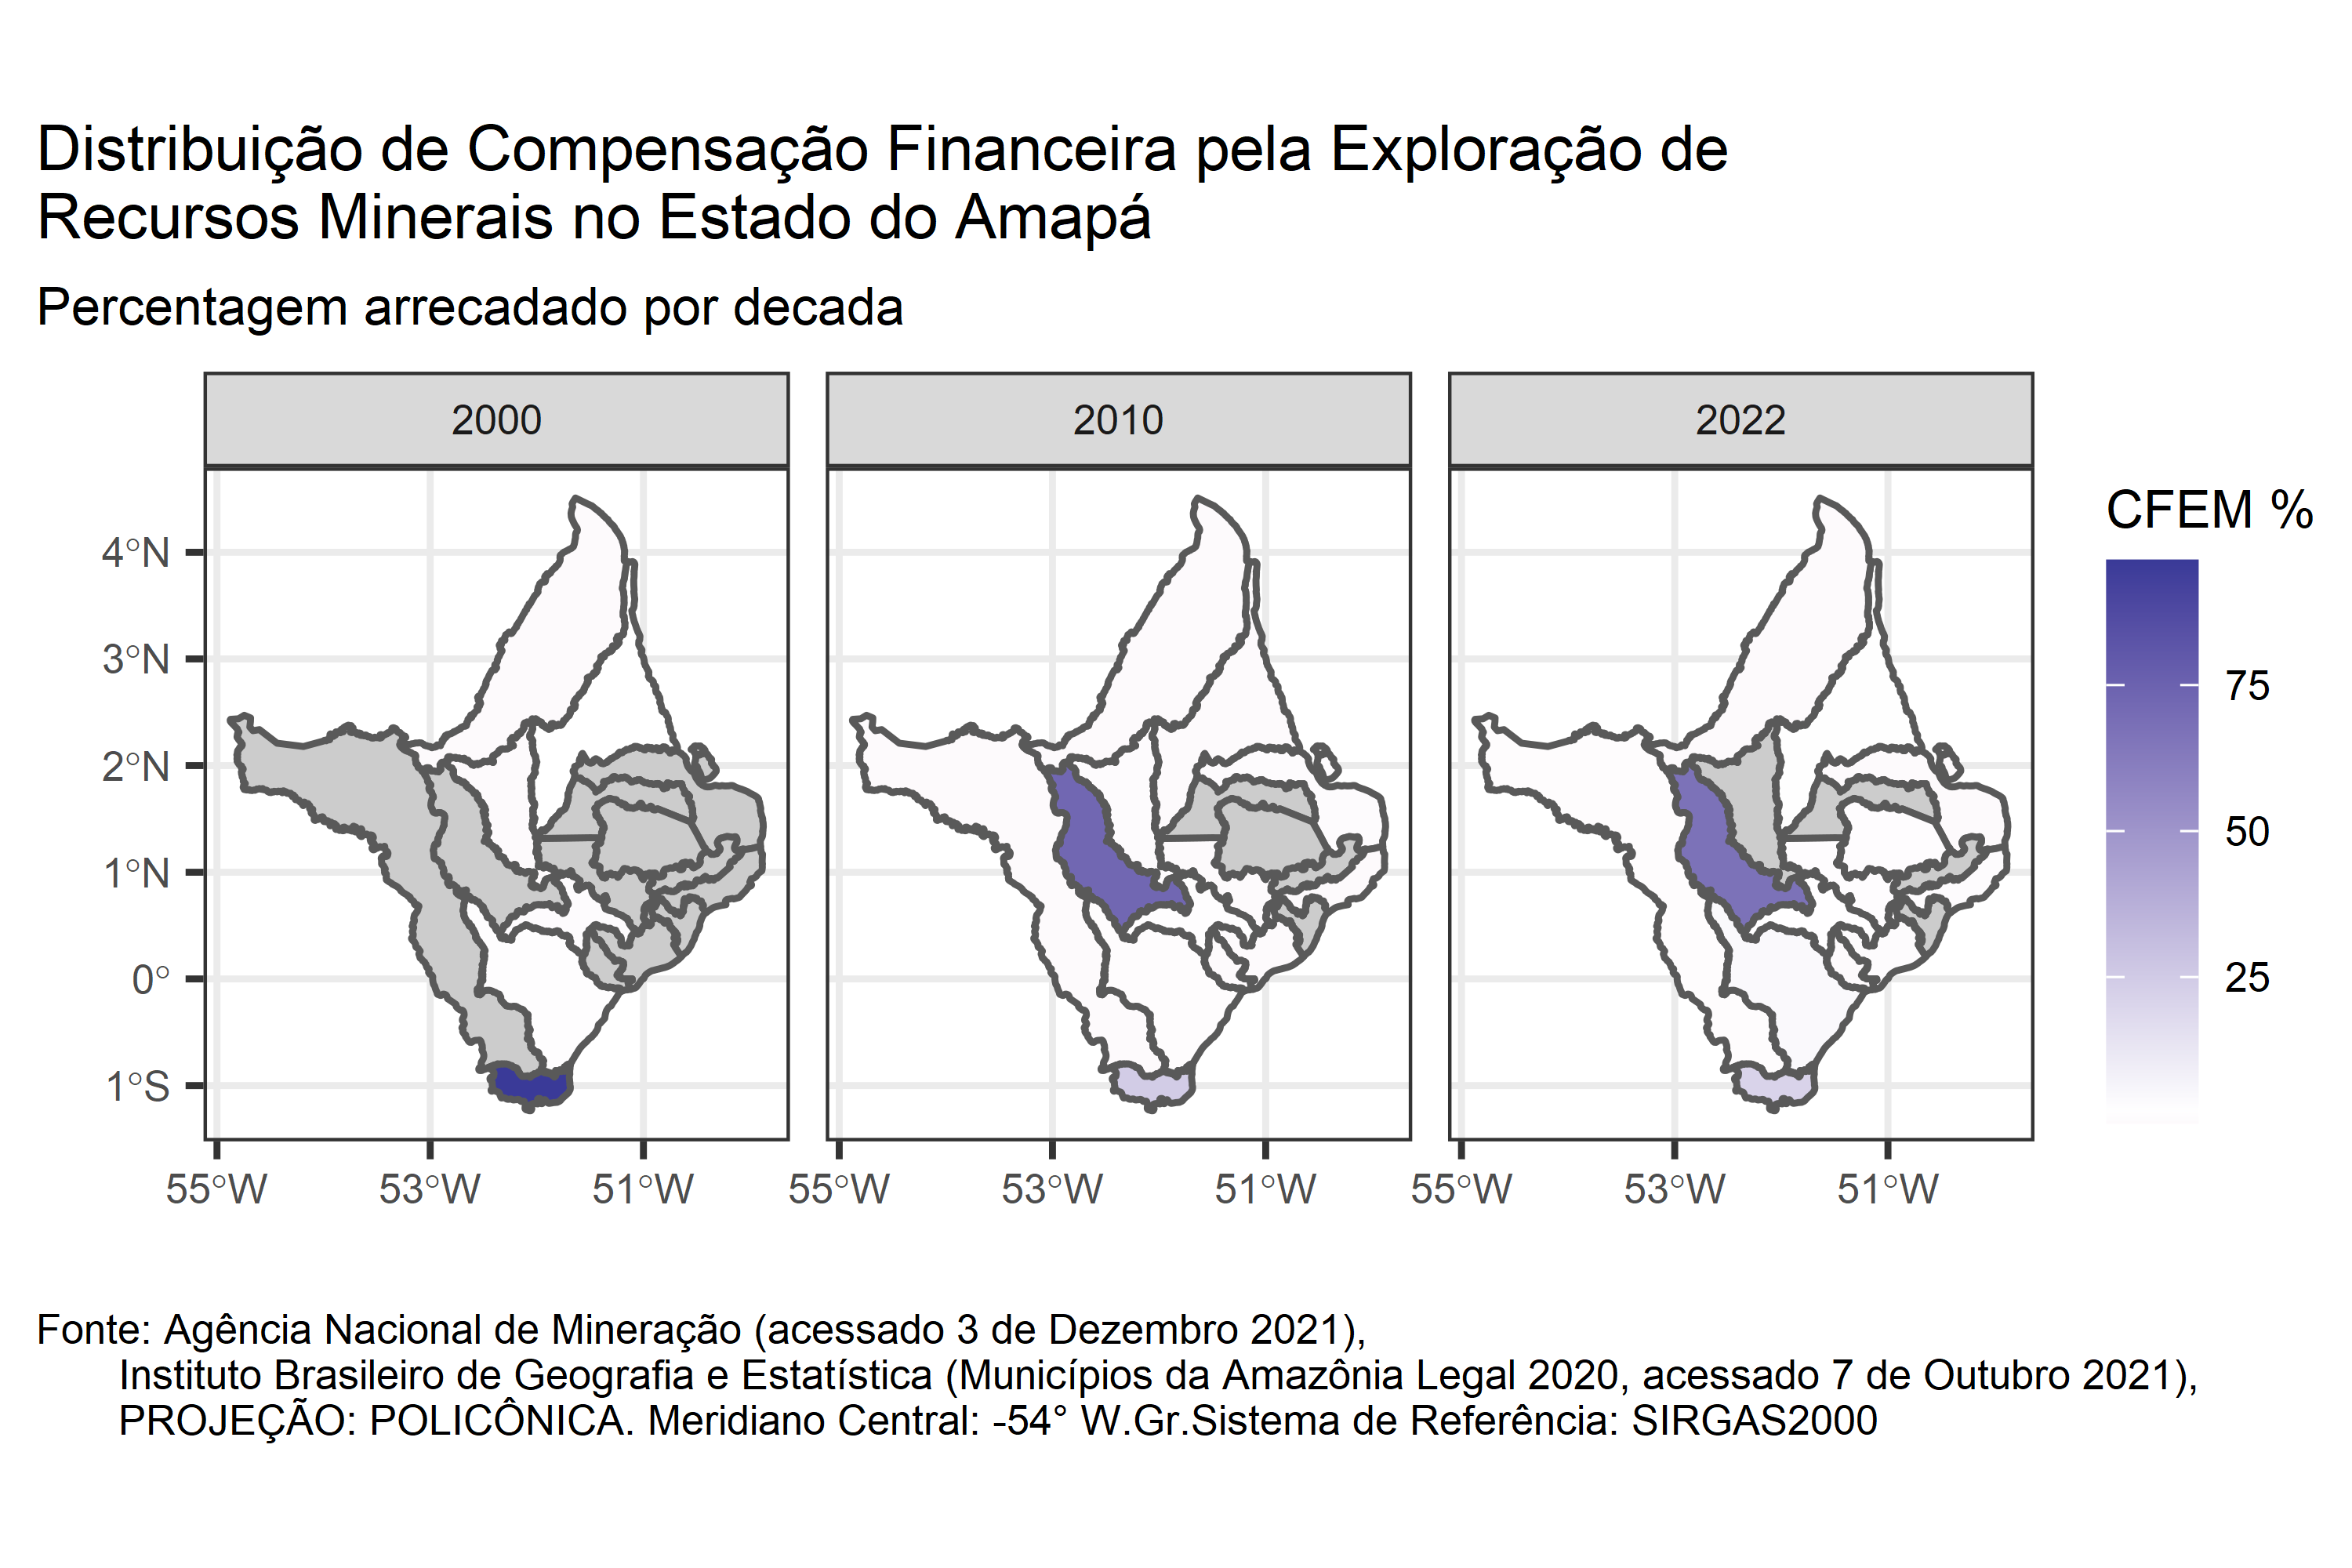 Distribuição de Compensação Financeira pela Exploração de
Recursos Minerais no Estado do Amapá
Percentagem arrecadado por decada
2000
2010
2022
4°N
3°N
2°N
1°N
0°
1°S
55°W 53°W 51°W
55°W 53°W 51°W
55°W 53°W 51°W
CFEM %
75
50
25
Fonte: Agência Nacional de Mineração (acessado 3 de Dezembro 2021),
Instituto Brasileiro de Geografia e Estatística (Municípios da Amazônia Legal 2020, acessado 7 de Outubro 2021),
PROJEÇÃO: POLICÔNICA. Meridiano Central: -54° W.Gr.Sistema de Referência: SIRGAS2000